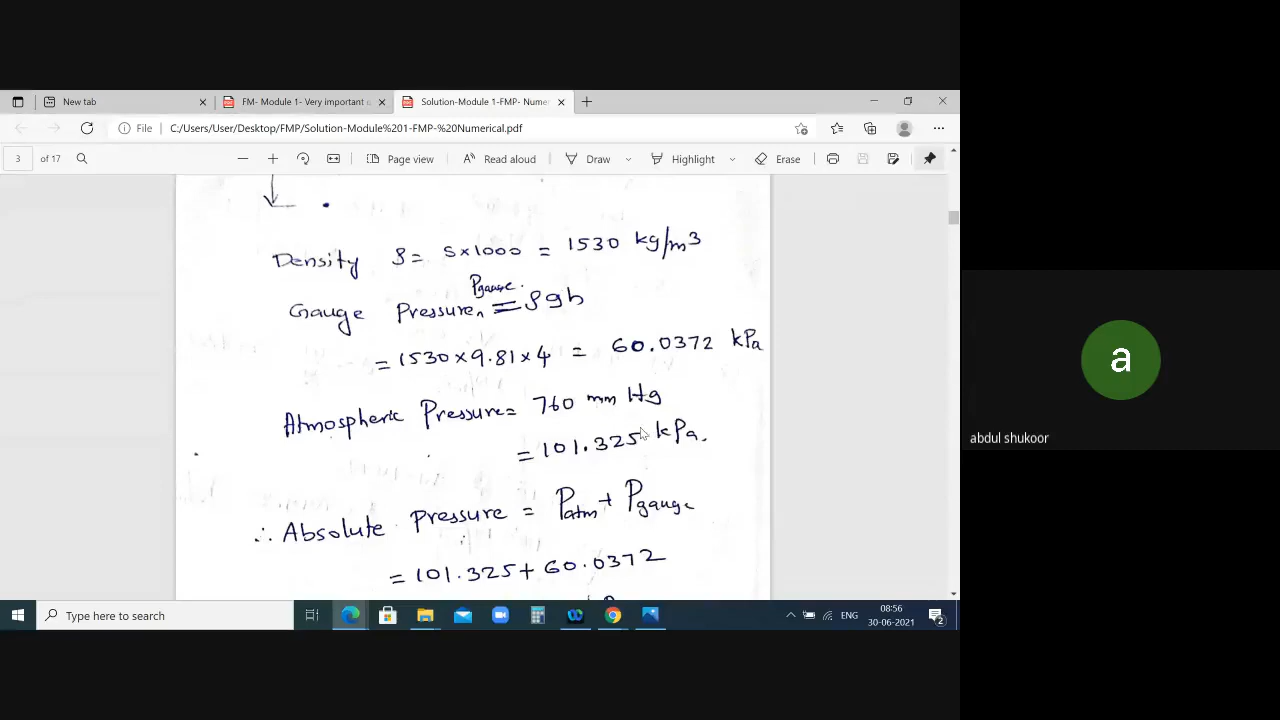 New tab
FM- Module 1- Very important
Solution-Module 1-FMP- Nume
File
C:/Users/User/Desktop/FMP/Solution-Module%201-FMP-%20Numerical.pdf
3 of 17
Page view
Read aloud
Draw
Highlight
Erase
Density ρ = S×1000 = 1530 kg/m3
Pgauge.
Gauge Pressure, = ρgh
= 1530×9.81×4 = 60.0372 kPa
Atmospheric Pressure= 760 mm Hg
= 101.325 kPa.
∴ Absolute Pressure = Patm + Pgauge
= 101.325 + 60.0372
a
abdul shukoor
Type here to search
ENG
08:56
30-06-2021
2